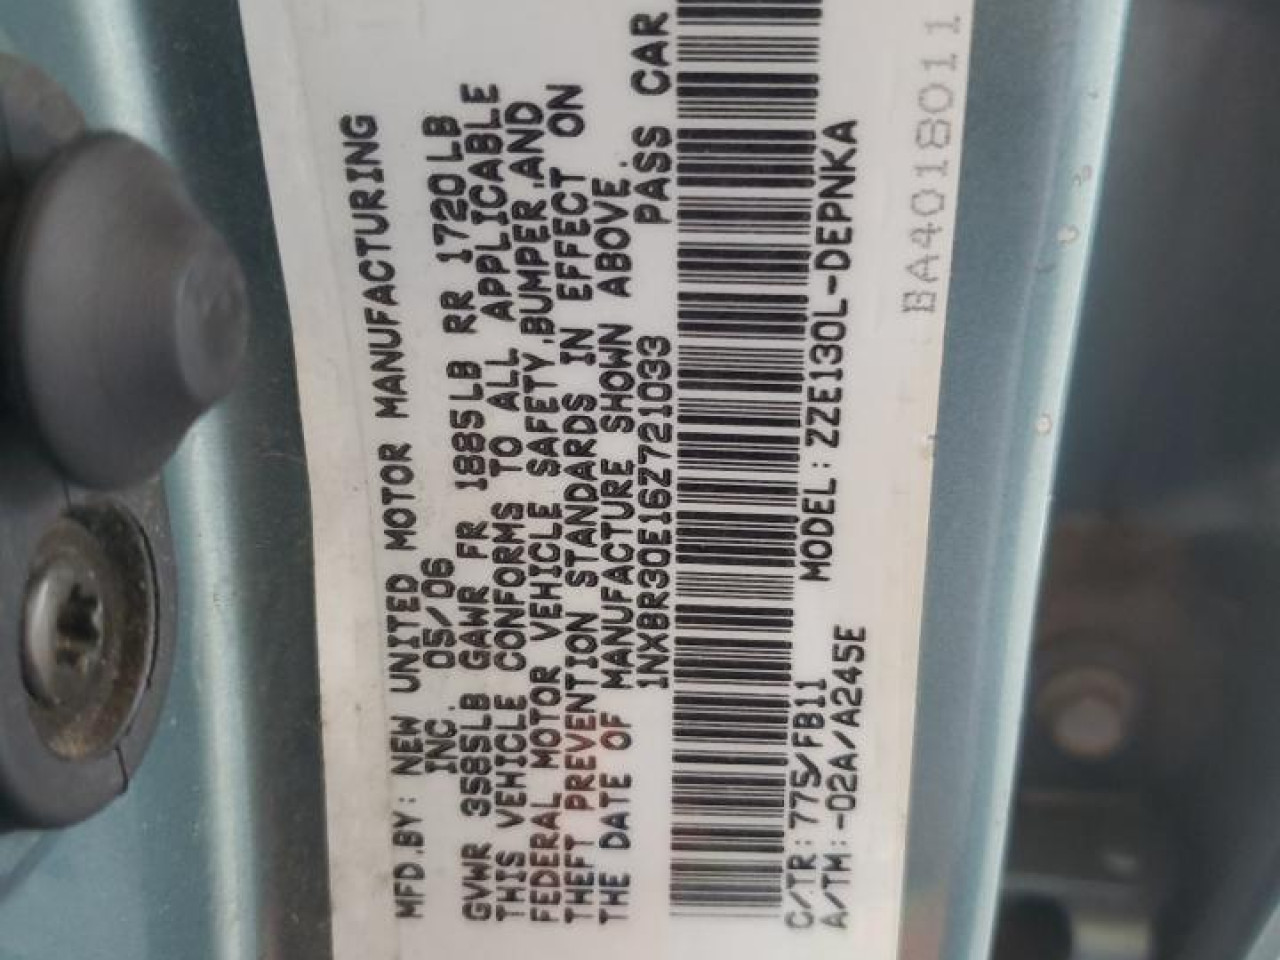 MFD.BY: NEW UNITED MOTOR MANUFACTURING
INC. 05/06
GVWR 3585LB GAWR FR 1885LB RR 1720LB
THIS VEHICLE CONFORMS TO ALL APPLICABLE
FEDERAL MOTOR VEHICLE SAFETY,BUMPER,AND
THEFT PREVENTION STANDARDS IN EFFECT ON
THE DATE OF MANUFACTURE SHOWN ABOVE.
1NXBR30E16Z721033 PASS CAR
C/TR: 775/FB11 MODEL: ZZE130L-DEPNKA
A/TM:-02A/A245E
BA4018011